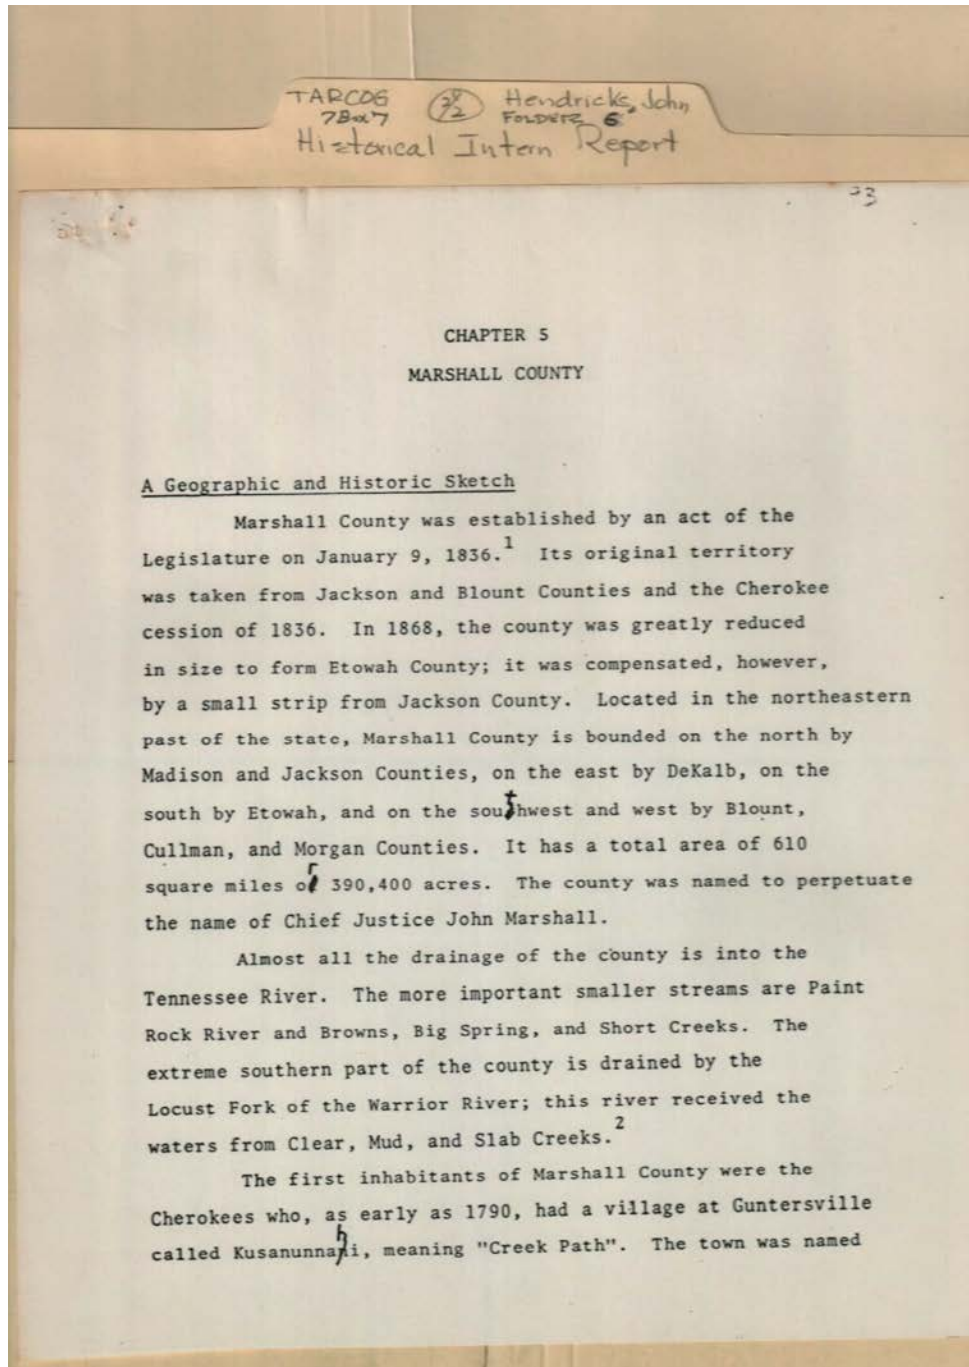 TARCOG Hendricks, John
7Box7 FOLDER 6
Historical Intern Report
CHAPTER 5
MARSHALL COUNTY
A Geographic and Historic Sketch
Marshall County was established by an act of the
Legislature on January 9, 1836.1 Its original territory
was taken from Jackson and Blount Counties and the Cherokee
cession of 1836. In 1868, the county was greatly reduced
in size to form Etowah County; it was compensated, however,
by a small strip from Jackson County. Located in the northeastern
past of the state, Marshall County is bounded on the north by
Madison and Jackson Counties, on the east by DeKalb, on the
south by Etowah, and on the southwest and west by Blount,
Cullman, and Morgan Counties. It has a total area of 610
square miles or 390,400 acres. The county was named to perpetuate
the name of Chief Justice John Marshall.
Almost all the drainage of the county is into the
Tennessee River. The more important smaller streams are Paint
Rock River and Browns, Big Spring, and Short Creeks. The
extreme southern part of the county is drained by the
Locust Fork of the Warrior River; this river received the
waters from Clear, Mud, and Slab Creeks.2
The first inhabitants of Marshall County were the
Cherokees who, as early as 1790, had a village at Guntersville
called Kusanunnahi, meaning "Creek Path". The town was named